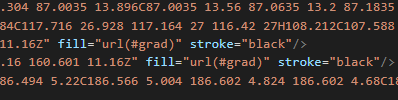 .304 87.0035 13.896C87.0035 13.56 87.0635 13.2 87.1835
84C117.716 26.928 117.164 27 116.42 27H108.212C107.588
11.16Z" fill="url(#grad)" stroke="black"/>
.16 160.601 11.16Z" fill="url(#grad)" stroke="black"/>
86.494 5.22C186.566 5.004 186.602 4.824 186.602 4.68C18